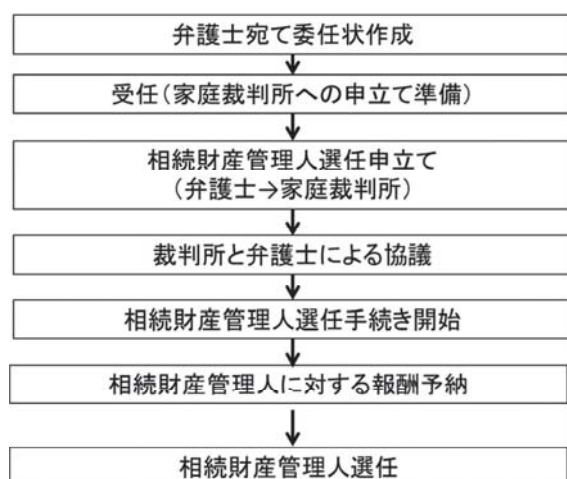 弁護士宛て委任状作成
受任（家庭裁判所への申立て準備）
相続財産管理人選任申立て
（弁護士→家庭裁判所）
裁判所と弁護士による協議
相続財産管理人選任手続き開始
相続財産管理人に対する報酬予納
相続財産管理人選任